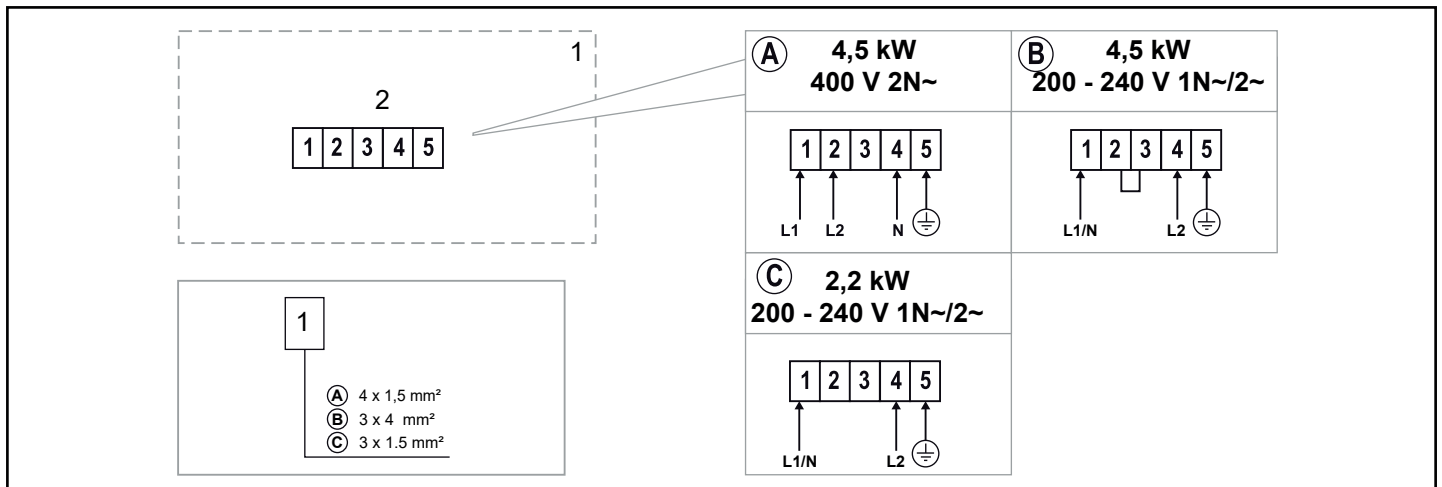 1
2
1 2 3 4 5
1
A 4 x 1,5 mm²
B 3 x 4 mm²
C 3 x 1.5 mm²
A 4,5 kW
400 V 2N~
1 2 3 4 5
L1 L2 N
B 4,5 kW
200 - 240 V 1N~/2~
1 2 3 4 5
L1/N L2
C 2,2 kW
200 - 240 V 1N~/2~
1 2 3 4 5
L1/N L2